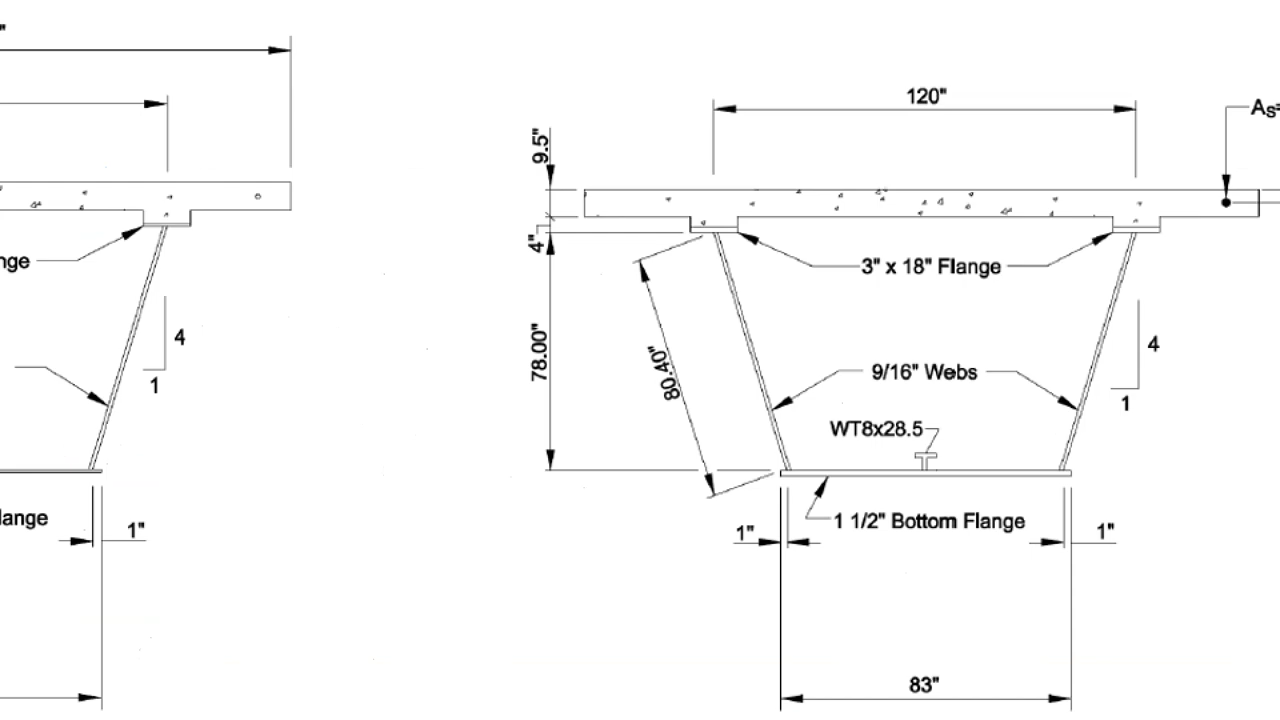 "
120"
As=
9.5"
4"
nge
3" x 18" Flange
4
1
78.00"
80.40"
4
1
9/16" Webs
WT8x28.5
lange
1 1/2" Bottom Flange
1"
1"
1"
83"